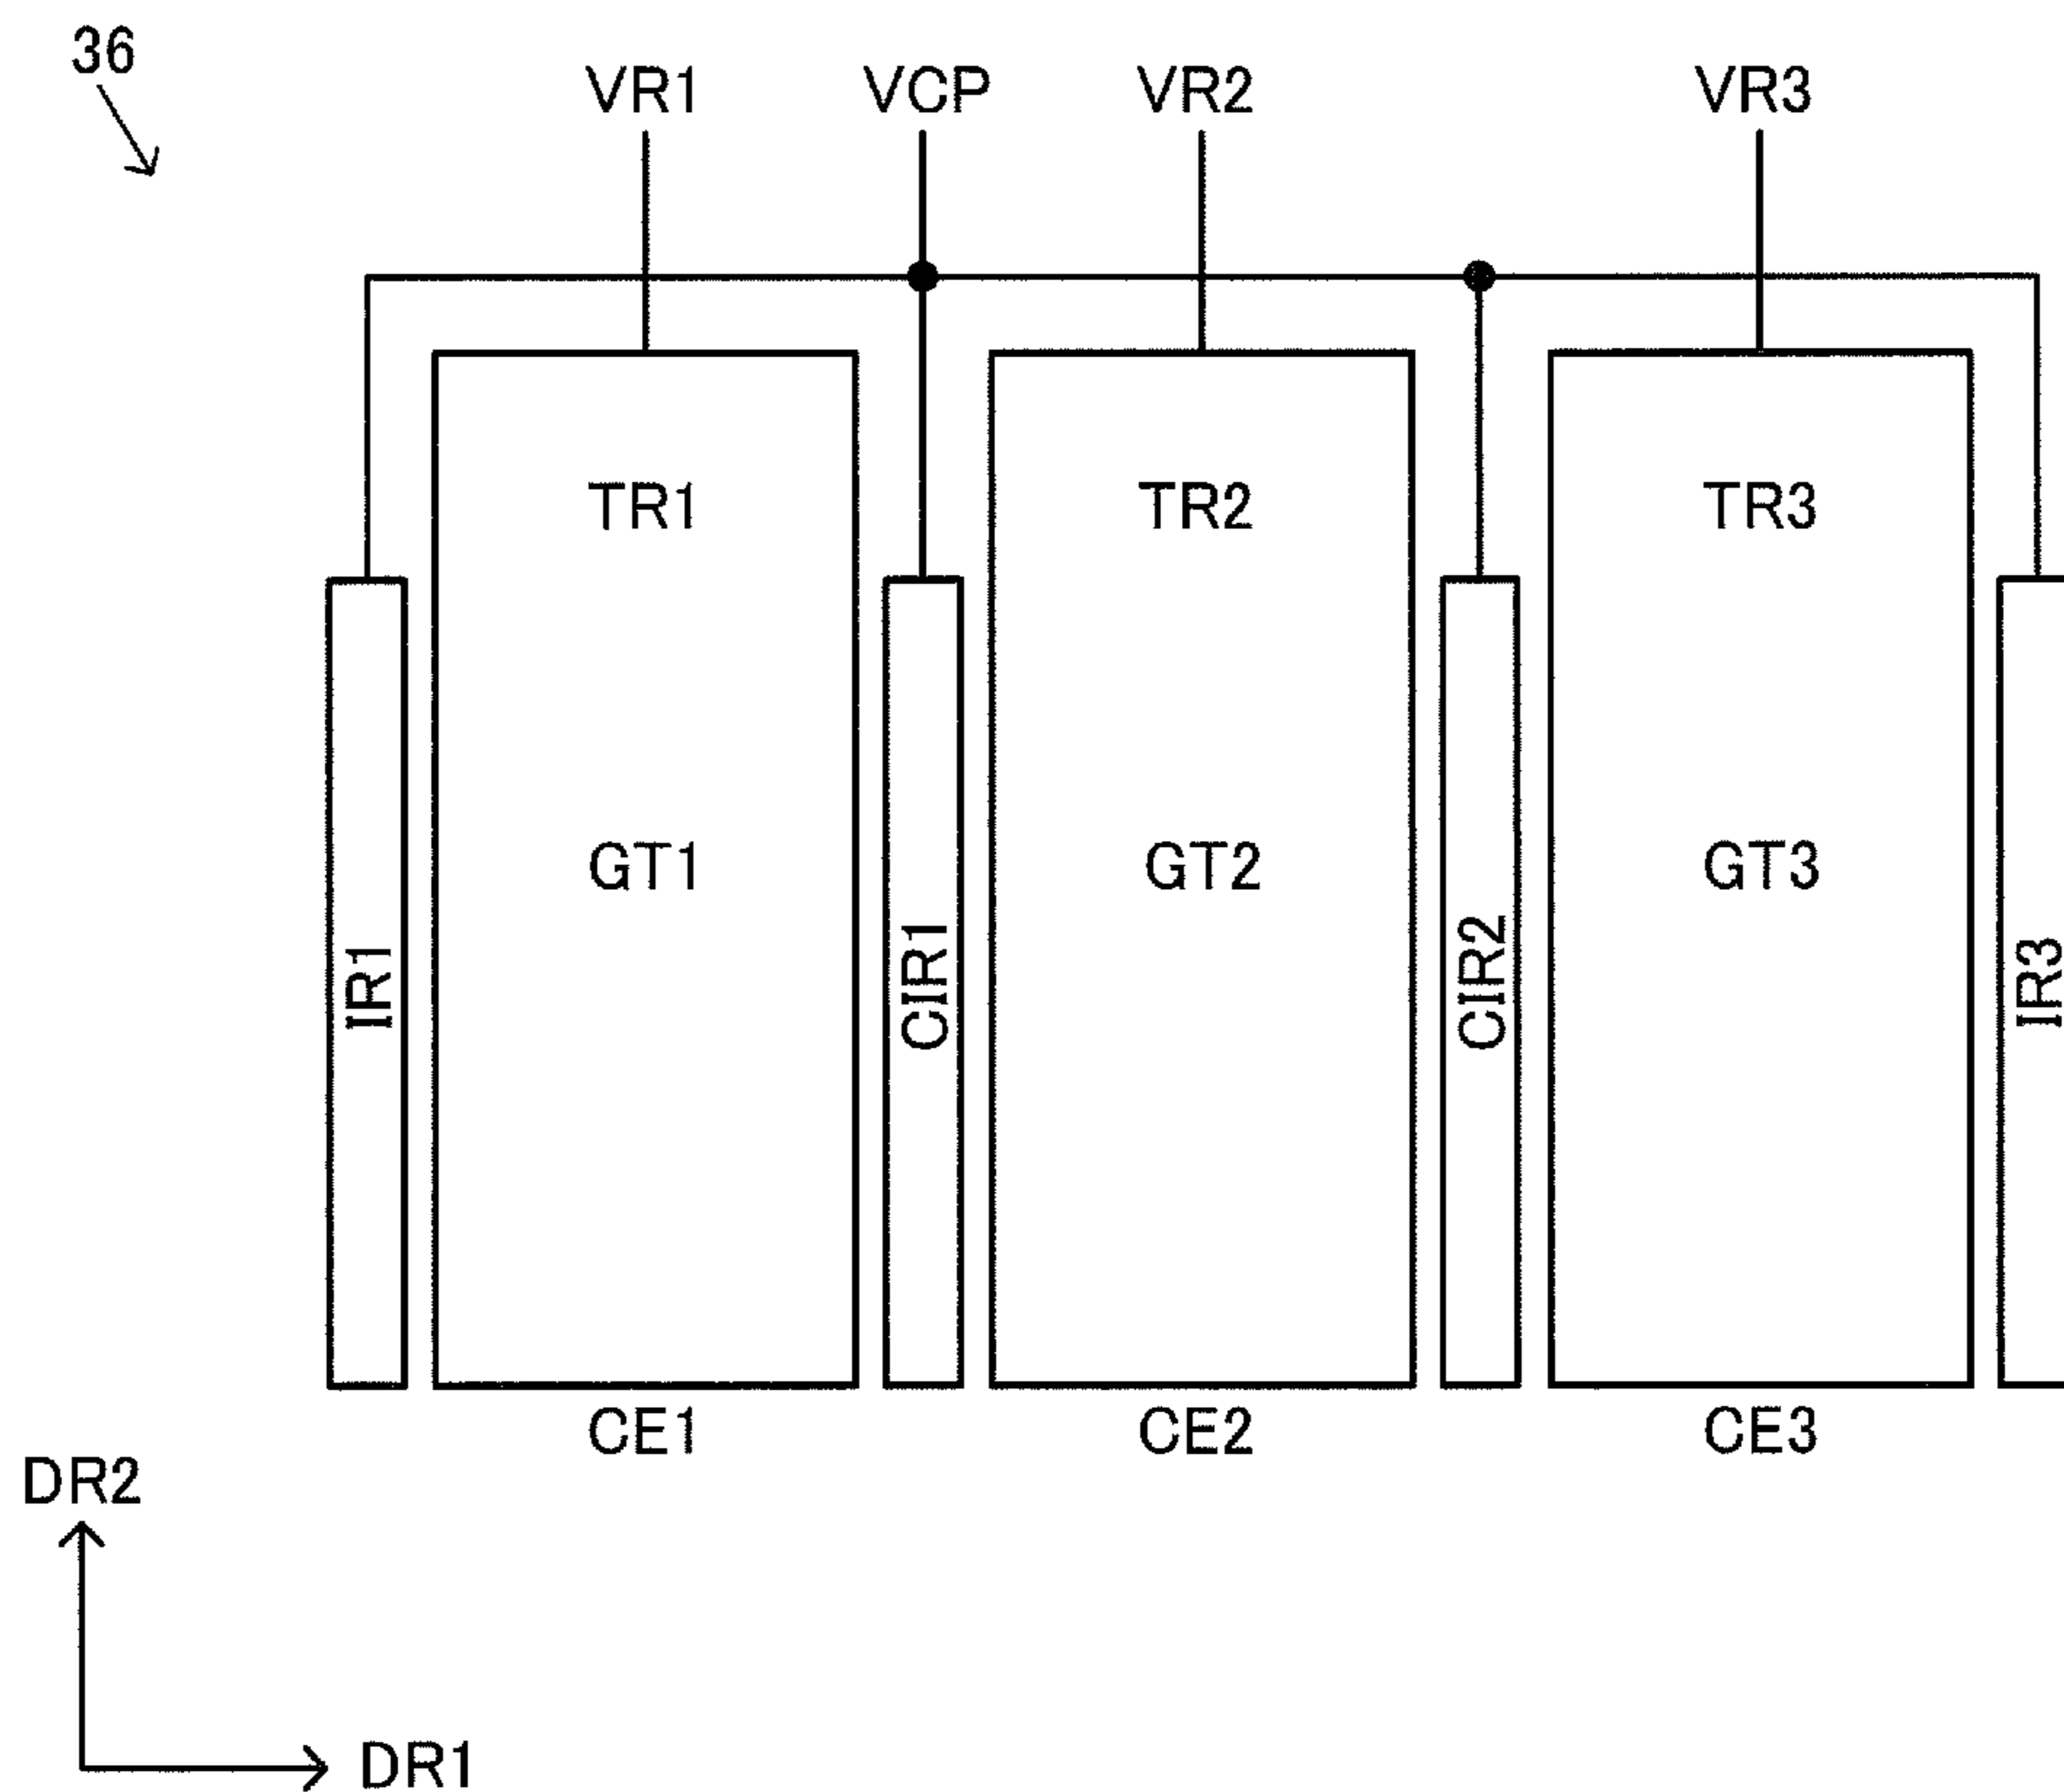 36
VR1 VCP VR2 VR3
TR1 TR2 TR3
GT1 GT2 GT3
IR1 CIR1 CIR2 IR3
CE1 CE2 CE3
DR2
DR1